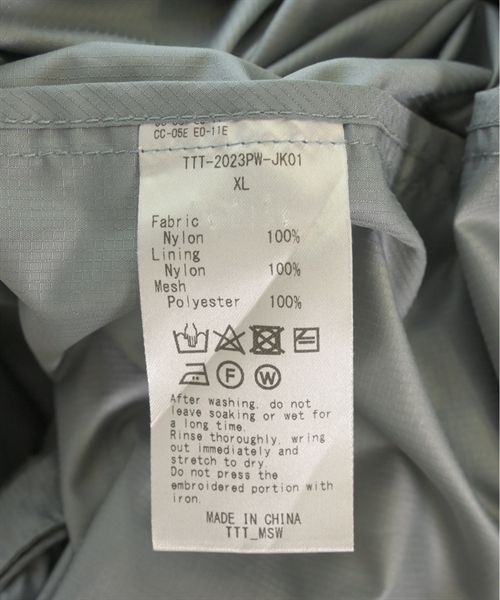 CC-06E ED-11E
TTT-2023PW-JK01
XL
Fabric
Nylon 100%
Lining
Nylon 100%
Mesh
Polyester 100%
F W
After washing, do not
leave soaking or wet for
a long time.
Rinse thoroughly, wring
out immediately and
stretch to dry.
Do not press the
embroidered portion with
iron.
MADE IN CHINA
TTT_MSW